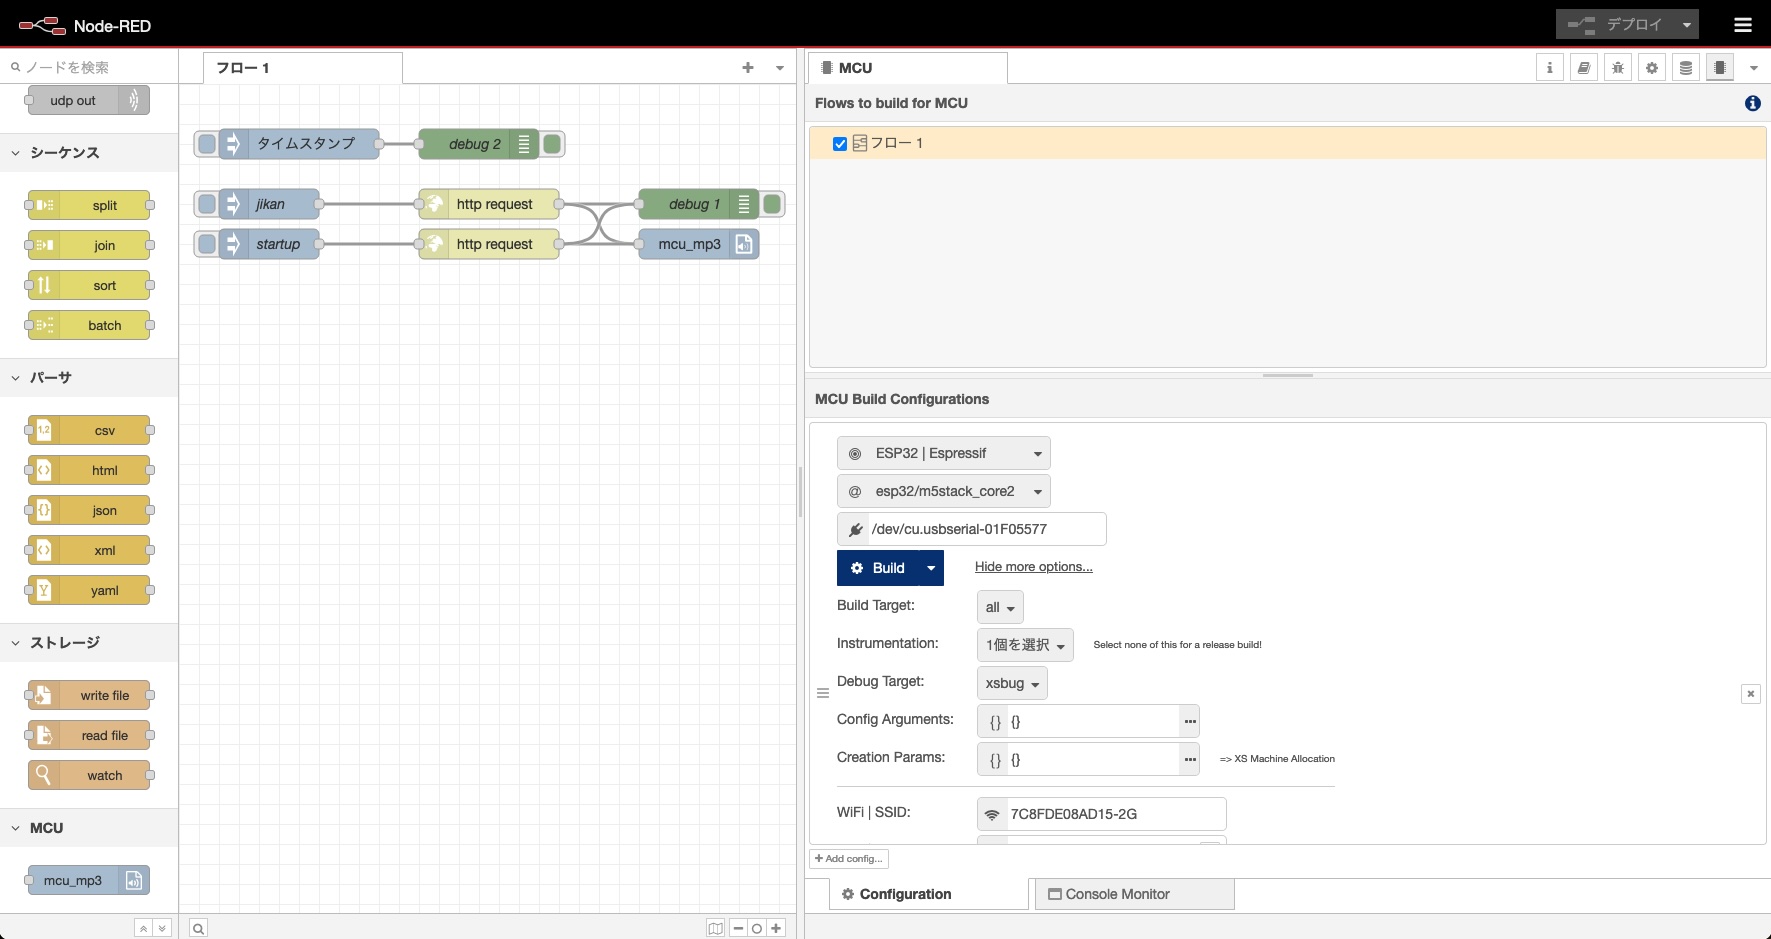 Node-RED
デプロイ
ノードを検索
udp out
シーケンス
split
join
sort
batch
パーサ
csv
html
json
xml
yaml
ストレージ
write file
read file
watch
MCU
mcu_mp3
フロー 1
タイムスタンプ
debug 2
jikan
http request
debug 1
startup
http request
mcu_mp3
MCU
Flows to build for MCU
フロー 1
MCU Build Configurations
ESP32 | Espressif
@ esp32/m5stack_core2
/dev/cu.usbserial-01F05577
Build
Hide more options...
Build Target:
all
Instrumentation:
1個を選択
Select none of this for a release build!
Debug Target:
xsbug
Config Arguments:
{} {}
Creation Params:
{} {}
=> XS Machine Allocation
WiFi | SSID:
7C8FDE08AD15-2G
Add config...
Configuration
Console Monitor